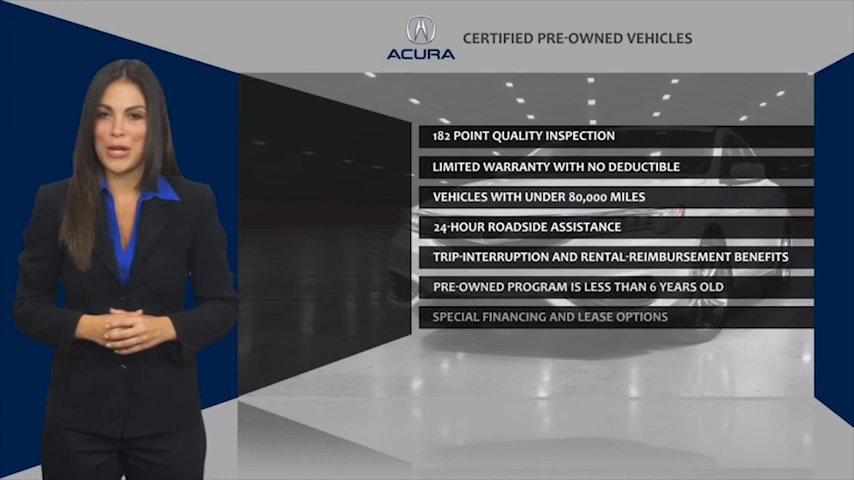 ACURA
CERTIFIED PRE-OWNED VEHICLES
182 POINT QUALITY INSPECTION
LIMITED WARRANTY WITH NO DEDUCTIBLE
VEHICLES WITH UNDER 80,000 MILES
24-HOUR ROADSIDE ASSISTANCE
TRIP-INTERRUPTION AND RENTAL-REIMBURSEMENT BENEFITS
PRE-OWNED PROGRAM IS LESS THAN 6 YEARS OLD
SPECIAL FINANCING AND LEASE OPTIONS